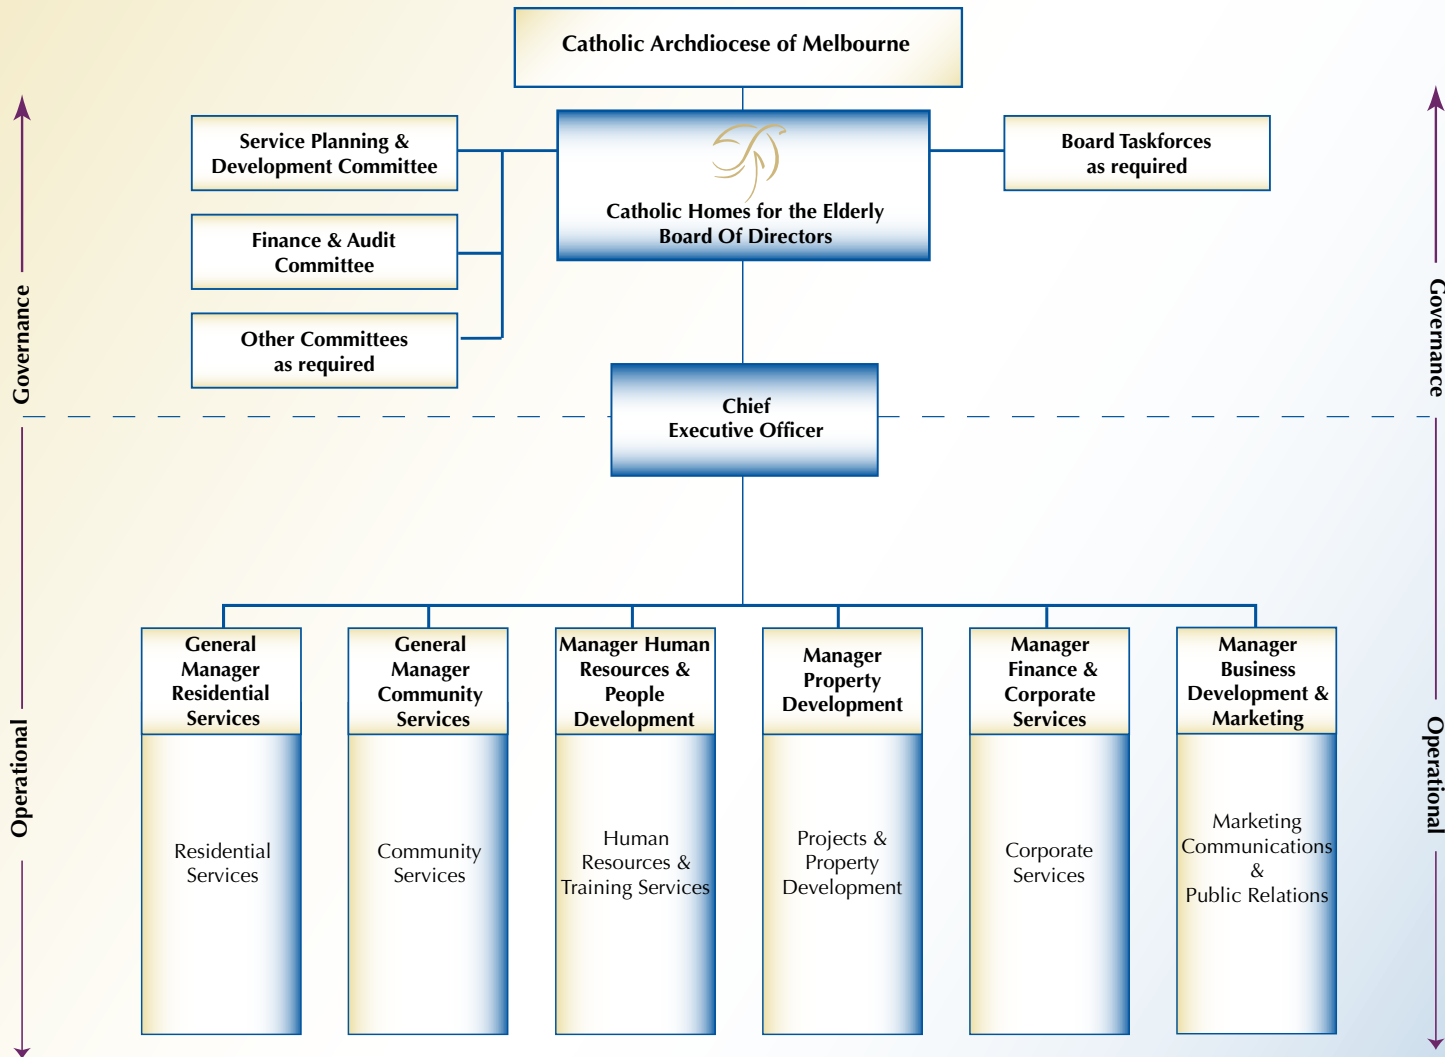 Catholic Archdiocese of Melbourne
Service Planning &
Development Committee
Catholic Homes for the Elderly
Board Of Directors
Board Taskforces
as required
Finance & Audit
Committee
Other Committees
as required
Governance
Governance
Chief
Executive Officer
Operational
Operational
General
Manager
Residential
Services
General
Manager
Community
Services
Manager Human
Resources &
People
Development
Manager
Property
Development
Manager
Finance &
Corporate
Services
Manager
Business
Development &
Marketing
Residential
Services
Community
Services
Human
Resources &
Training Services
Projects &
Property
Development
Corporate
Services
Marketing
Communications
&
Public Relations